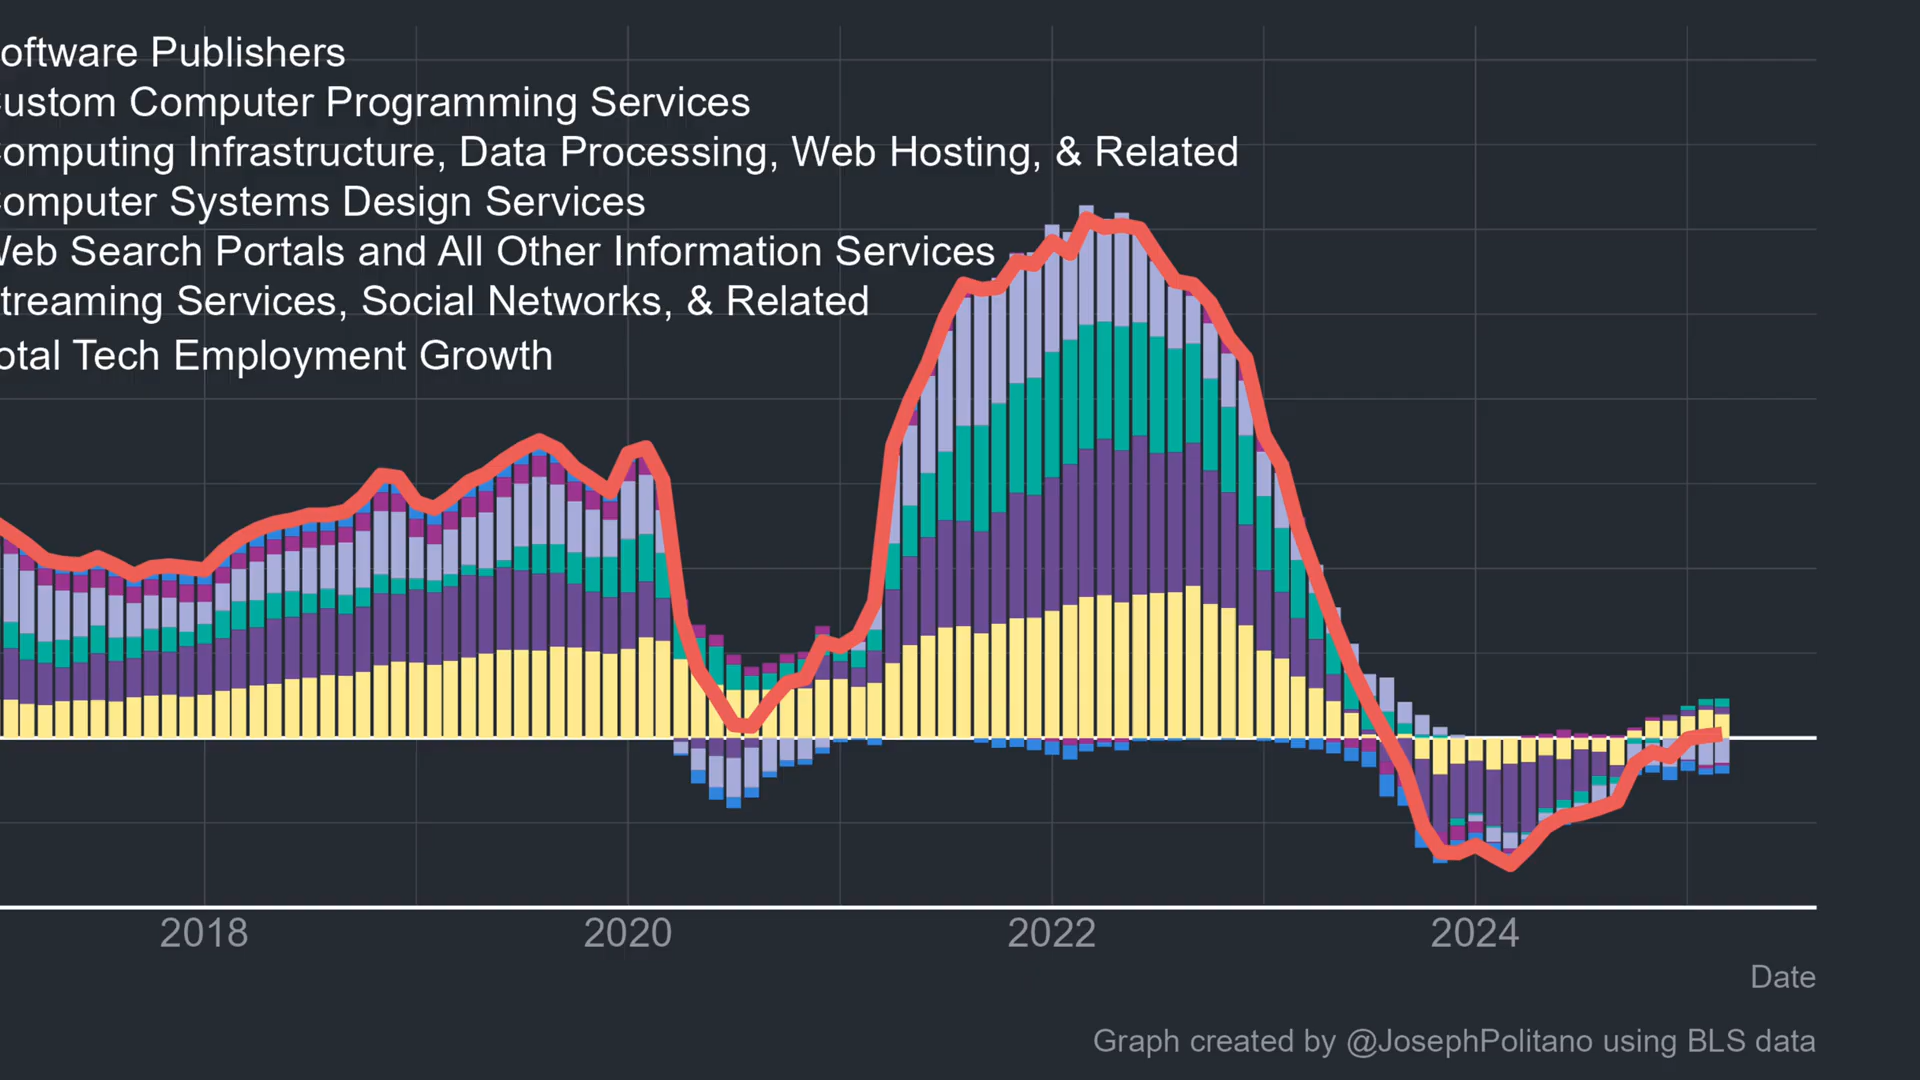 oftware Publishers
ustom Computer Programming Services
omputing Infrastructure, Data Processing, Web Hosting, & Related
omputer Systems Design Services
Web Search Portals and All Other Information Services
treaming Services, Social Networks, & Related
otal Tech Employment Growth
2018 2020 2022 2024
Date
Graph created by @JosephPolitano using BLS data